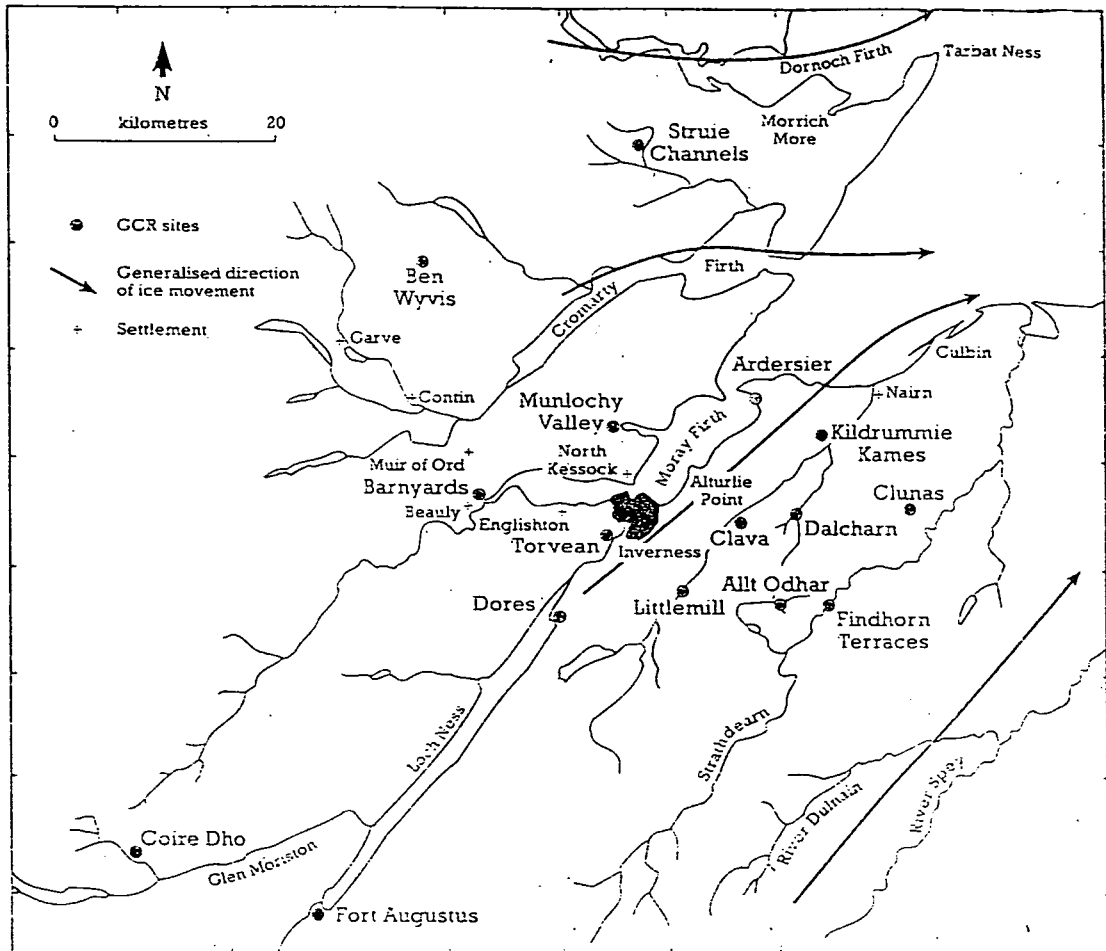 Dornoch Firth
Tarbat Ness
N
0 kilometres 20
Morrich
More
Struie
Channels
GCR sites
Generalised direction
of ice movement
Settlement
Ben
Wyvis
Firth
Cromarty
Garve
Contin
Culbin
Ardersier
Nairn
Munlochy
Valley
Moray Firth
Kildrummie
Kames
North
Kessock
Muir of Ord
Barnyards
Beauly
Alturlie
Point
Clunas
Englishton
Torvean
Inverness
Clava
Dalcharn
Allt Odhar
Dores
Littlemill
Findhorn
Terraces
Loch Ness
Strathdearn
River Dulnain
River Spey
Coire Dho
Glen Moriston
Fort Augustus